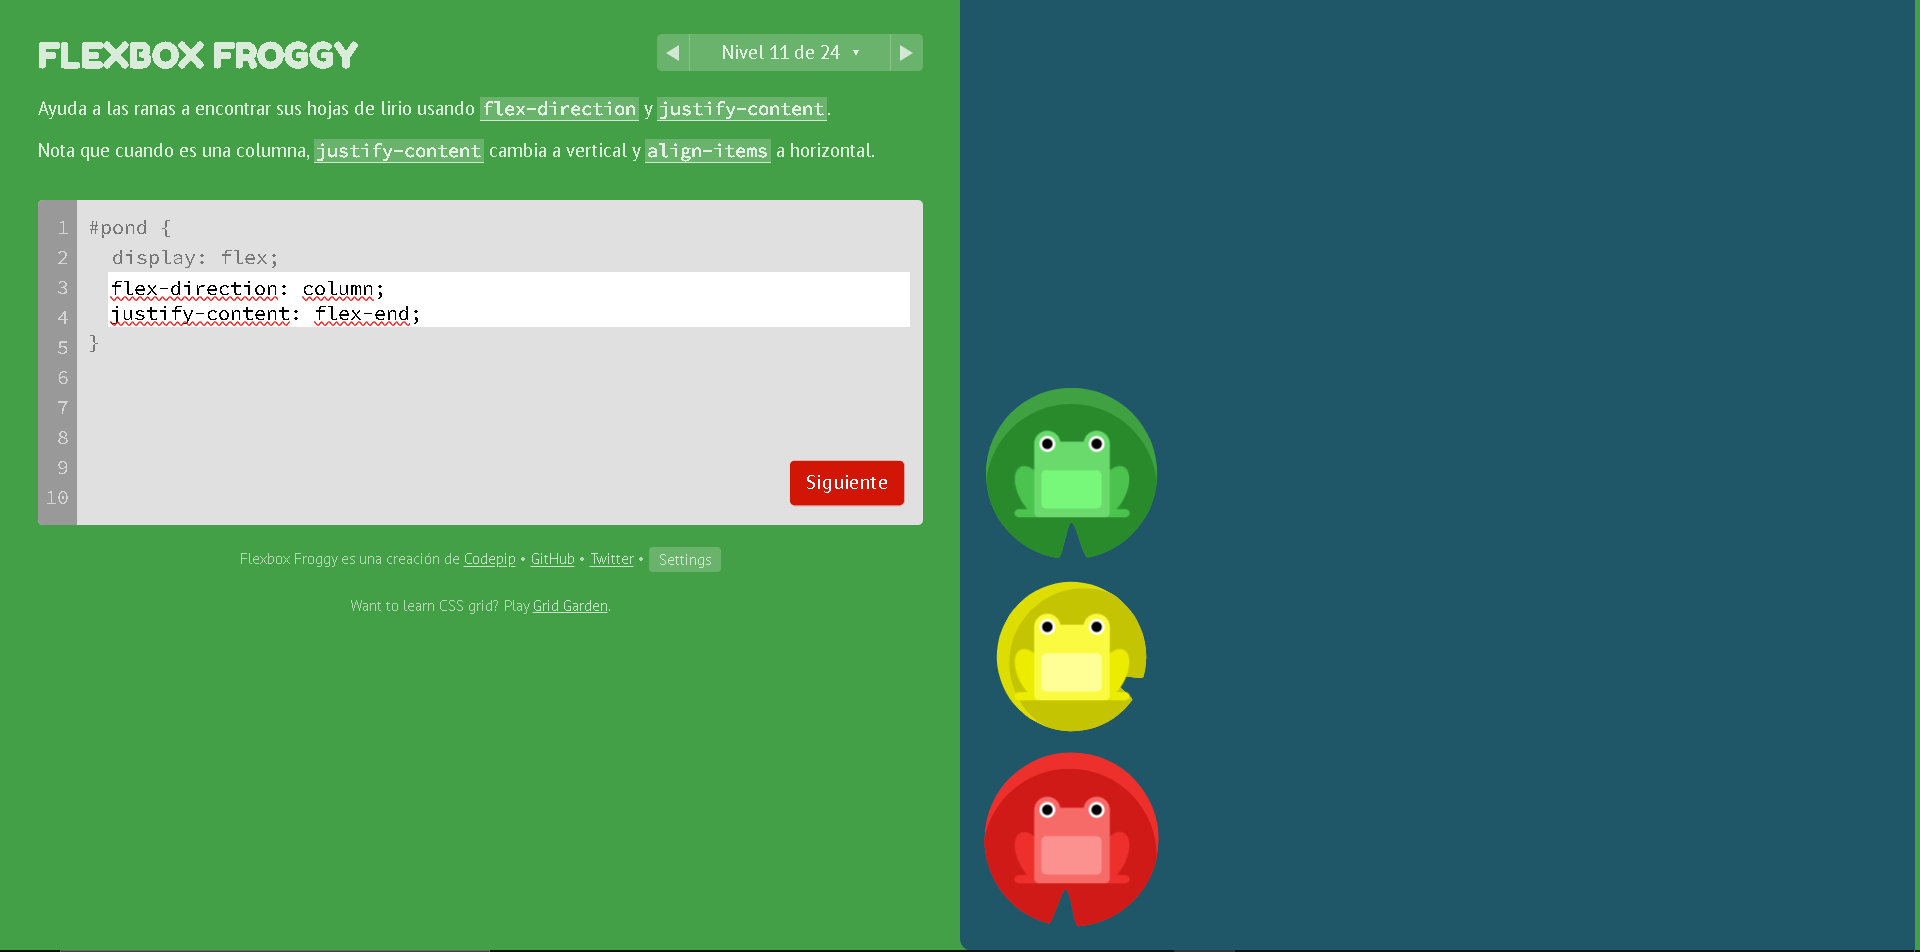 FLEXBOX FROGGY
◀ Nivel 11 de 24 ▾ ▶
Ayuda a las ranas a encontrar sus hojas de lirio usando flex-direction y justify-content.
Nota que cuando es una columna, justify-content cambia a vertical y align-items a horizontal.
1 #pond {
2 display: flex;
3 flex-direction: column;
4 justify-content: flex-end;
5 }
6
7
8
9
10
Siguiente
Flexbox Froggy es una creación de Codepip • GitHub • Twitter • Settings
Want to learn CSS grid? Play Grid Garden.